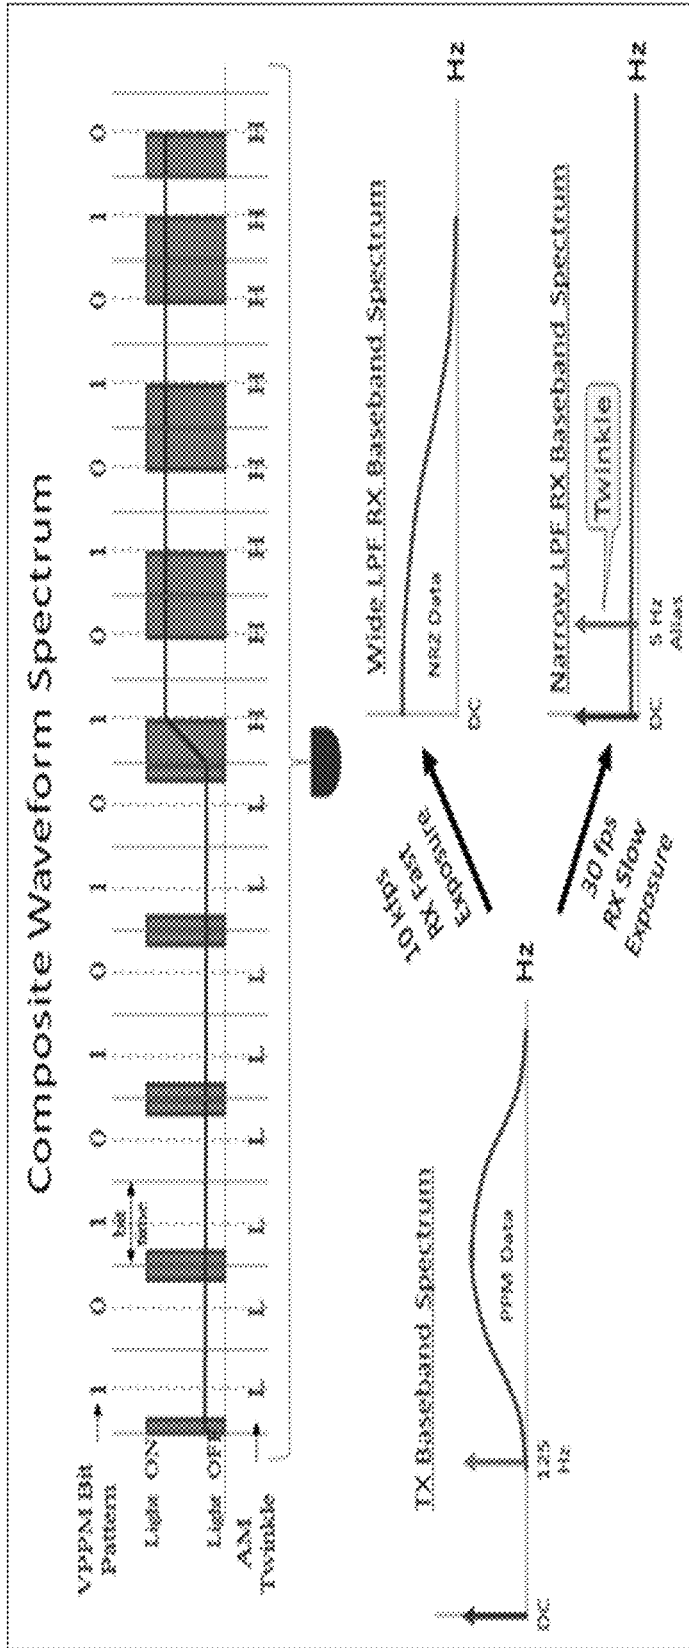 Composite Waveform Spectrum
VPPM Bit
Pattern
1 0 1 0 1 0 1 0 1 0 1 0 1 0 1 0
bit
time
Light ON
Light OFF
AM
Twinkle
L L L L L L L L H H H H H H H H
TX Baseband Spectrum
PPM Data
DC
125
Hz
Hz
10 kfps
RX Fast
Exposure
30 fps
RX Slow
Exposure
Wide LPF RX Baseband Spectrum
NRZ Data
DC
Hz
Narrow LPF RX Baseband Spectrum
Twinkle
DC
5 Hz
Alias
Hz